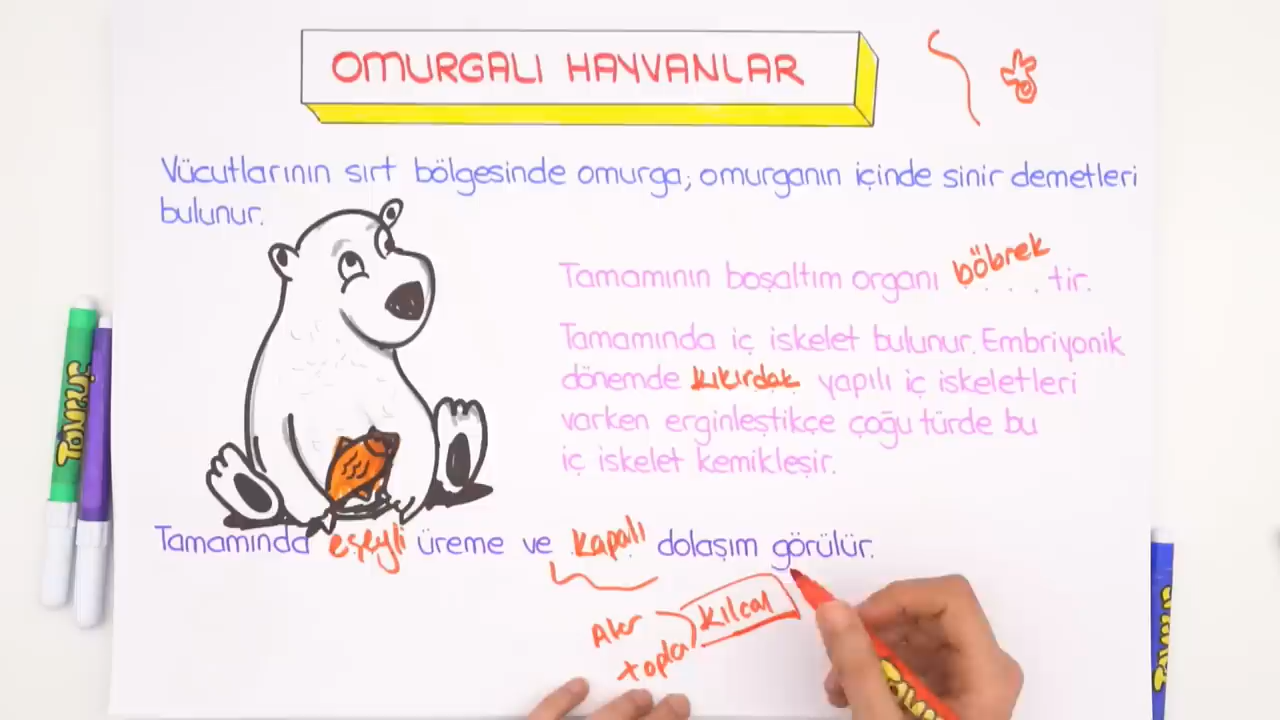 OMURGALI HAYVANLAR
Vücutlarının sırt bölgesinde omurga; omurganın içinde sinir demetleri
bulunur.
Tamamının boşaltım organı böbrek . . . tir.
Tamamında iç iskelet bulunur. Embriyonik
dönemde kıkırdak yapılı iç iskeletleri
varken erginleştikçe çoğu türde bu
iç iskelet kemikleşir.
Tamamında eşeyli üreme ve kapalı dolaşım görülür.
Atar
topla
kılcal